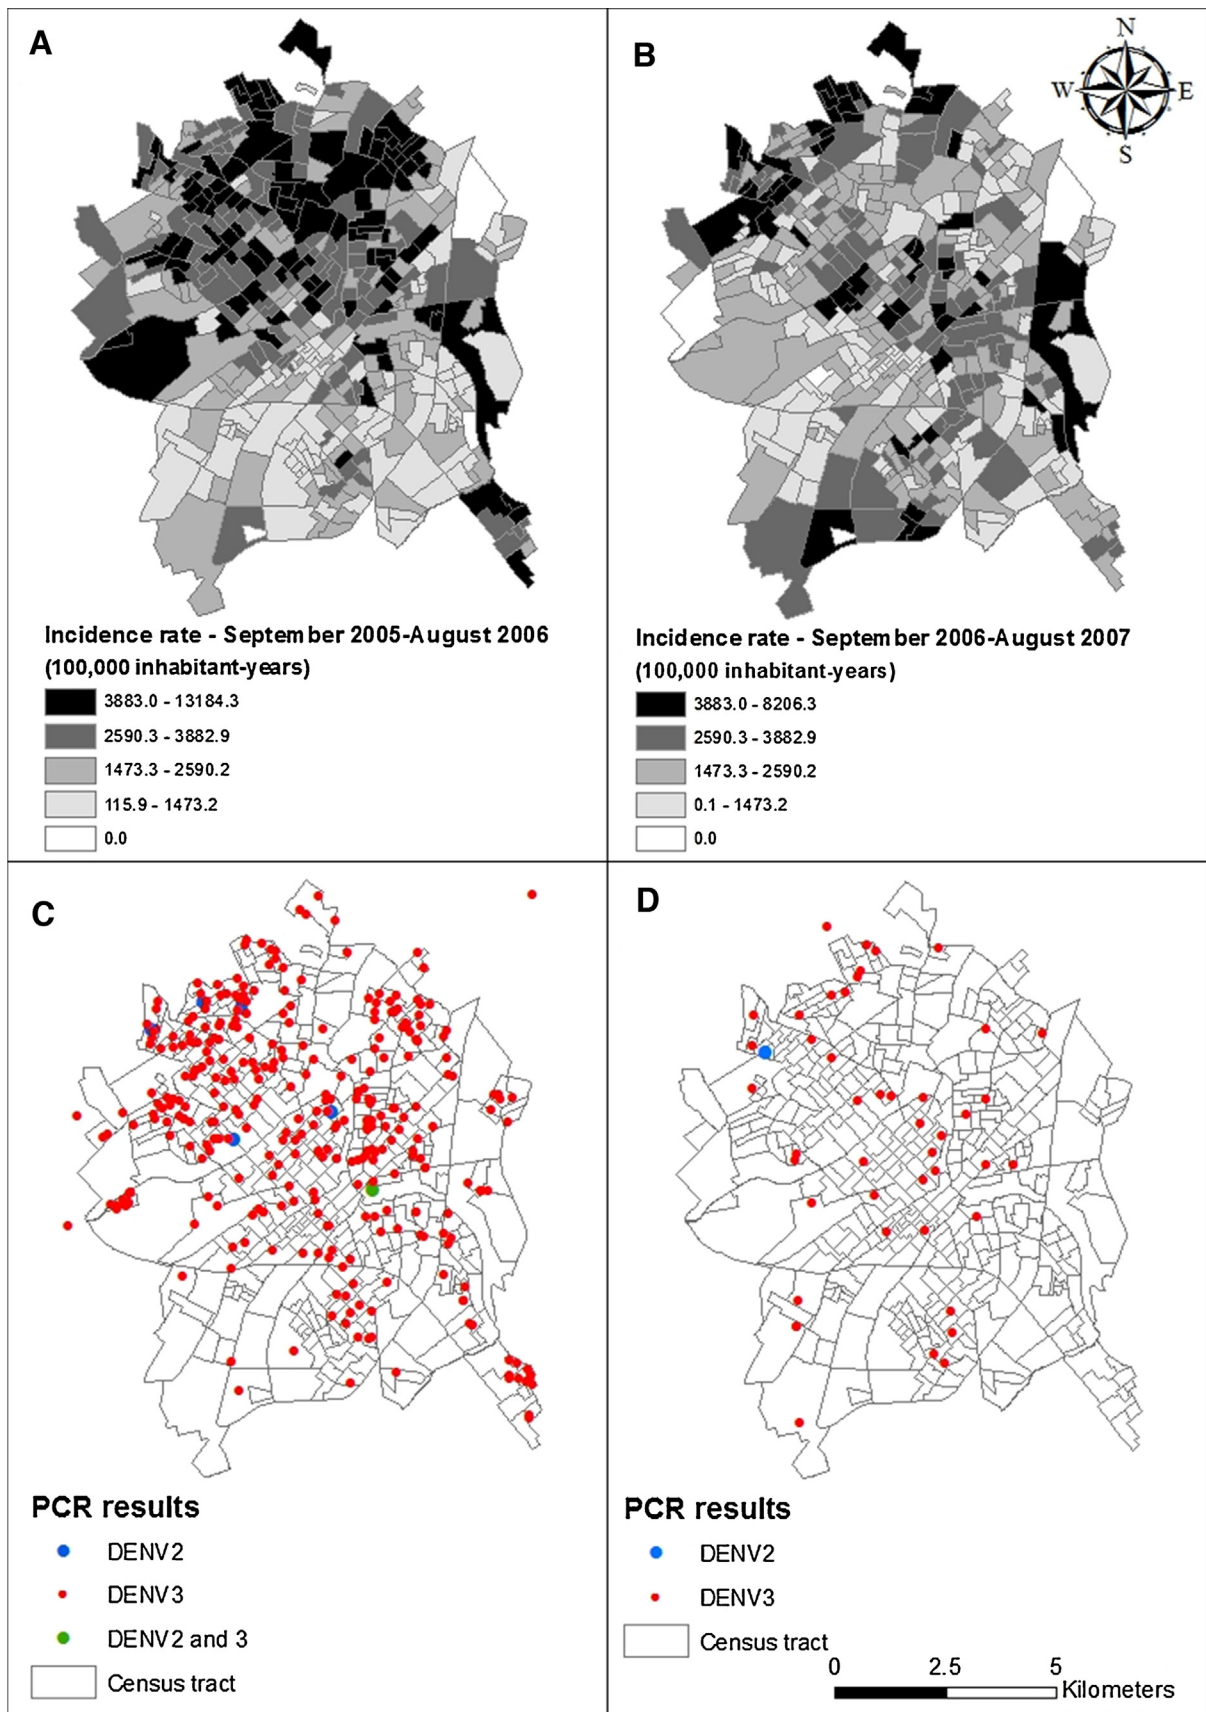 A
B
N
W
E
S
Incidence rate - September 2005-August 2006
(100,000 inhabitant-years)
3883.0 - 13184.3
2590.3 - 3882.9
1473.3 - 2590.2
115.9 - 1473.2
0.0
Incidence rate - September 2006-August 2007
(100,000 inhabitant-years)
3883.0 - 8206.3
2590.3 - 3882.9
1473.3 - 2590.2
0.1 - 1473.2
0.0
C
D
PCR results
DENV2
DENV3
DENV2 and 3
Census tract
PCR results
DENV2
DENV3
Census tract
0 2.5 5
Kilometers